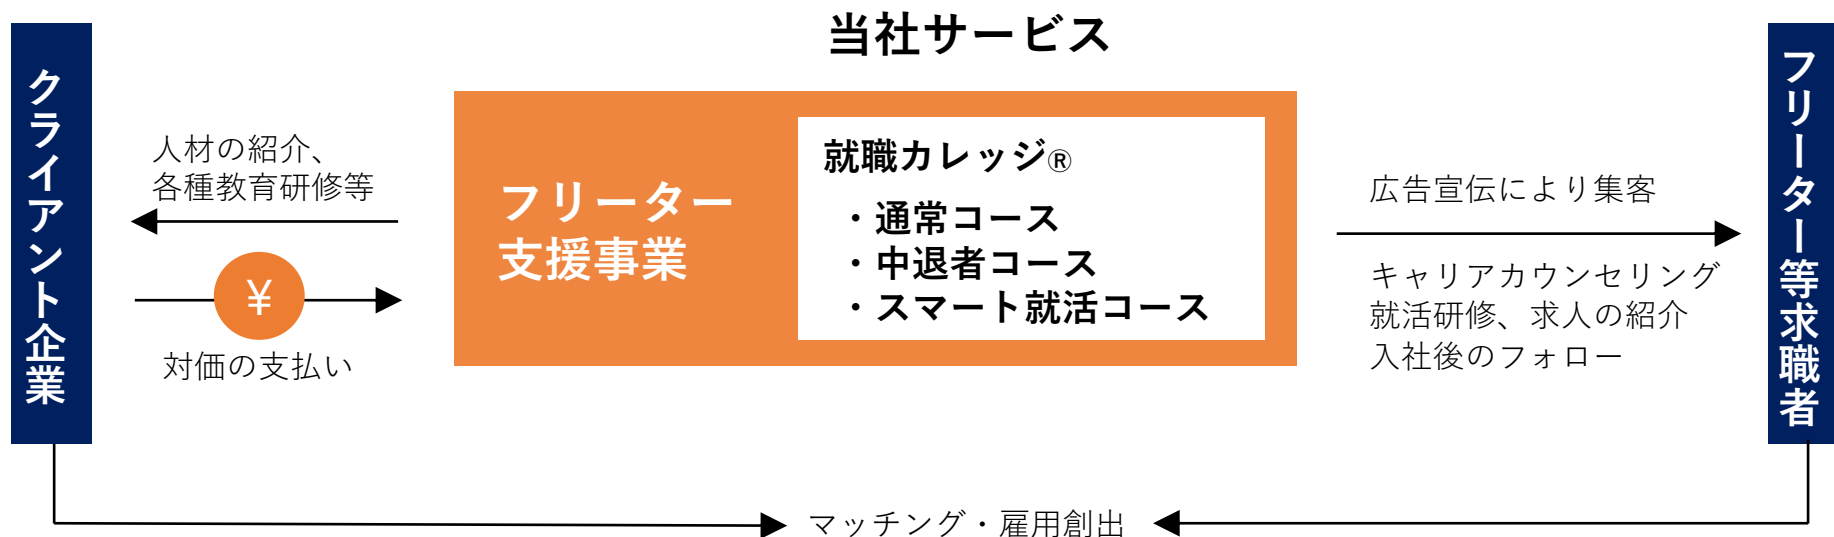 当社サービス
クライアント企業
人材の紹介、
各種教育研修等
¥
対価の支払い
フリーター
支援事業
就職カレッジ®
・通常コース
・中退者コース
・スマート就活コース
広告宣伝により集客
キャリアカウンセリング
就活研修、求人の紹介
入社後のフォロー
フリーター等求職者
マッチング・雇用創出